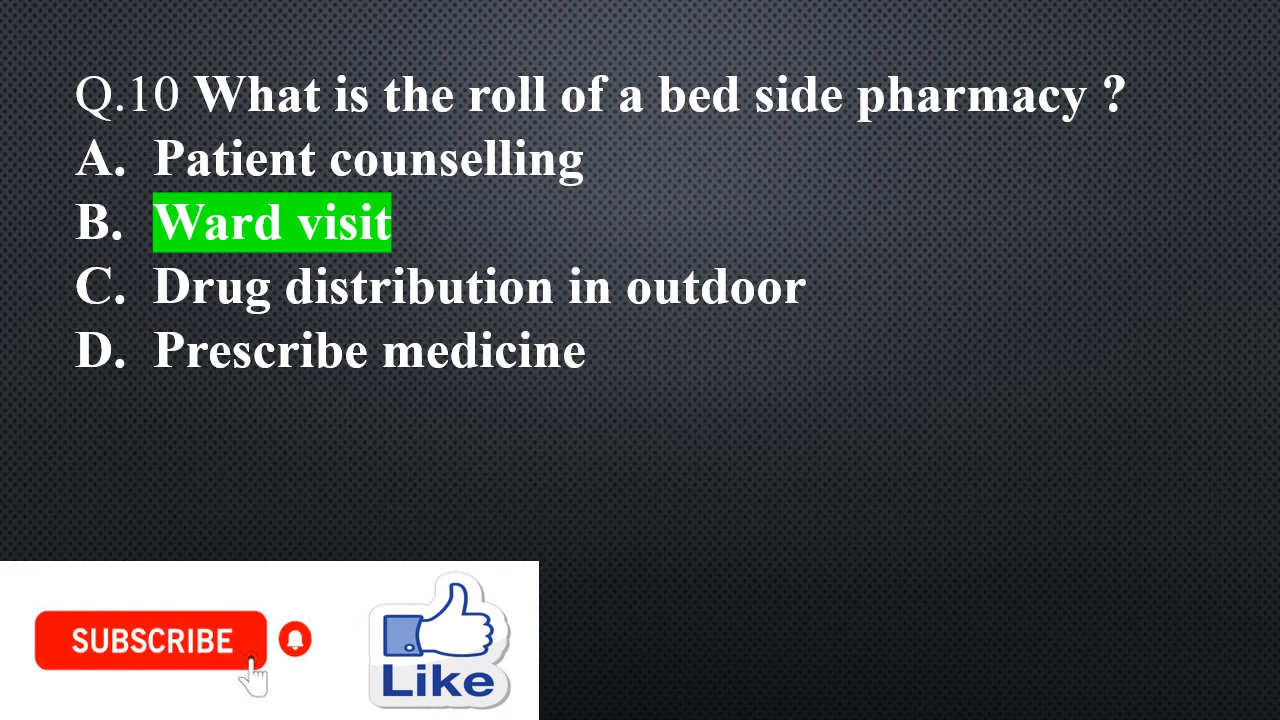 Q.10 What is the roll of a bed side pharmacy ?
A. Patient counselling
B. Ward visit
C. Drug distribution in outdoor
D. Prescribe medicine
SUBSCRIBE
Like